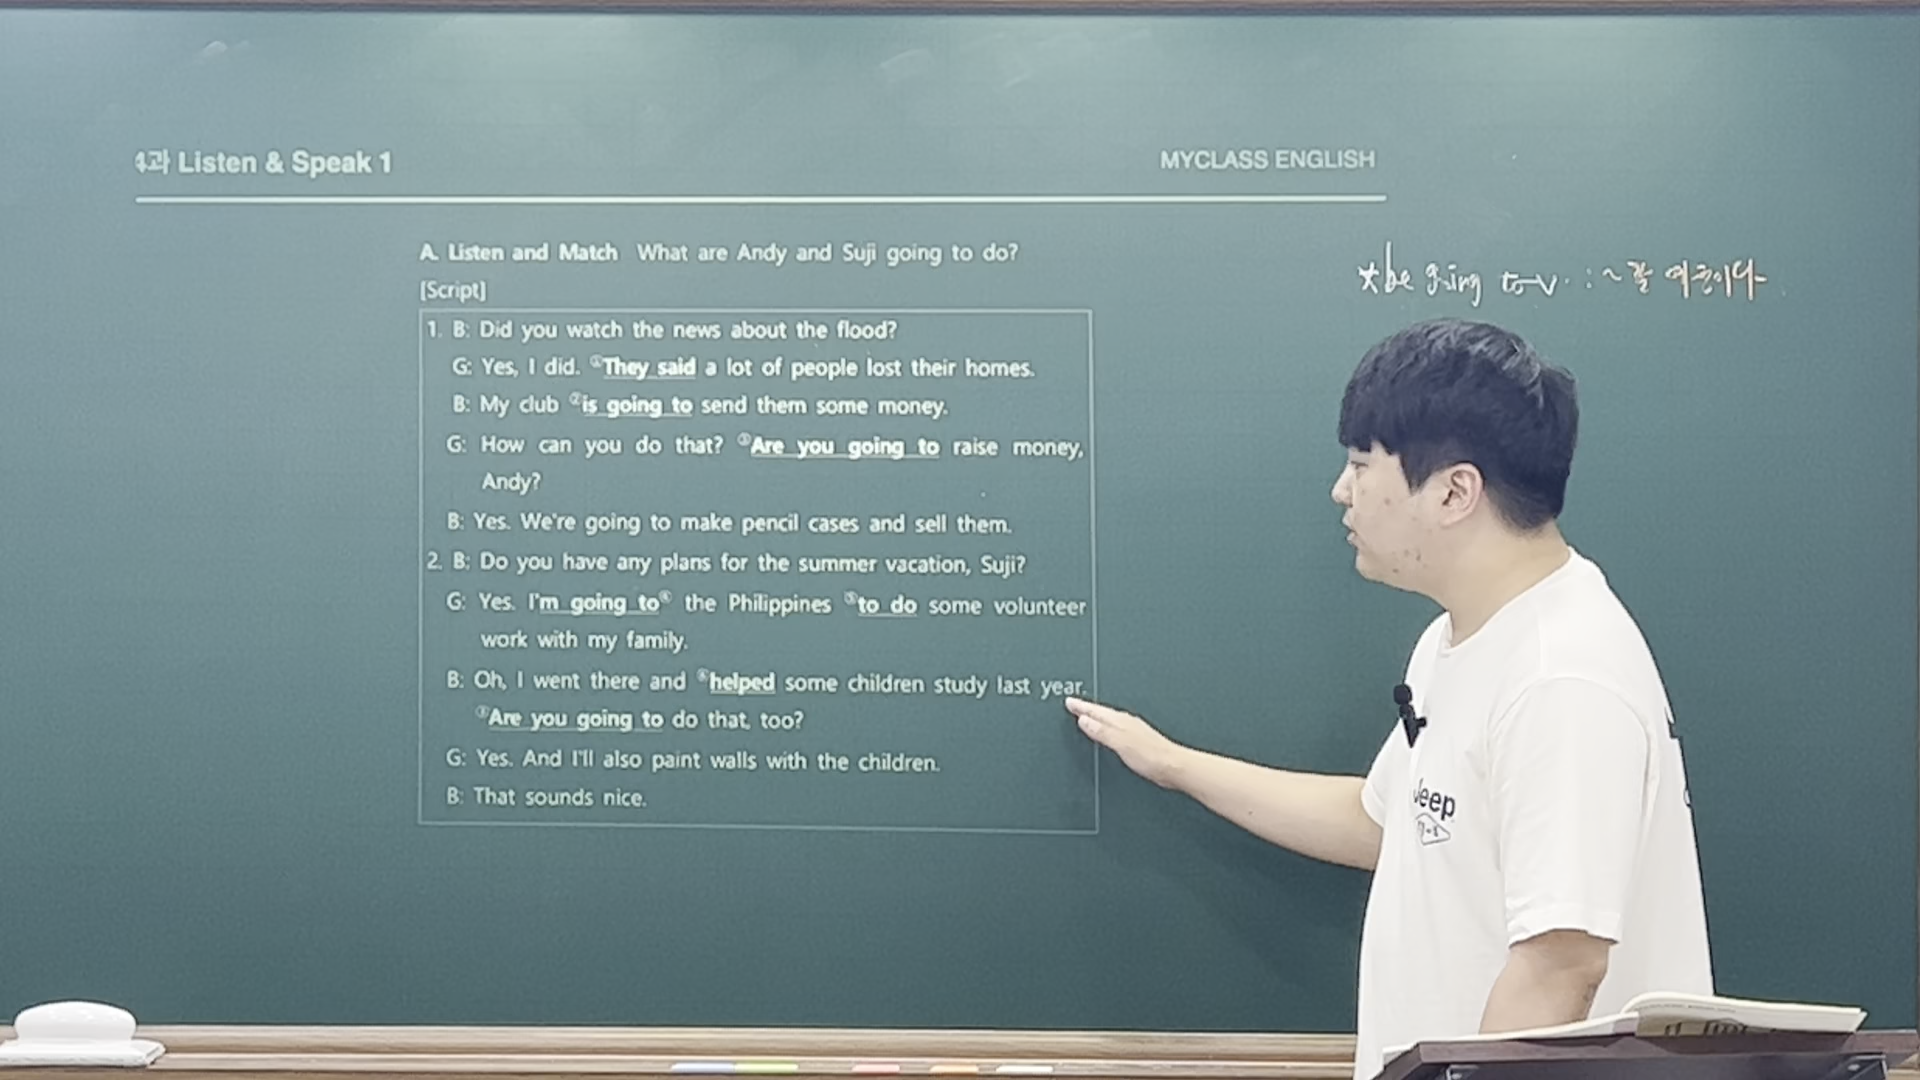 4과 Listen & Speak 1
MYCLASS ENGLISH
A. Listen and Match What are Andy and Suji going to do?
[Script]
1. B: Did you watch the news about the flood?
G: Yes, I did. ①They said a lot of people lost their homes.
B: My club ②is going to send them some money.
G: How can you do that? ③Are you going to raise money,
Andy?
B: Yes. We're going to make pencil cases and sell them.
2. B: Do you have any plans for the summer vacation, Suji?
G: Yes. I'm going to④ the Philippines ⑤to do some volunteer
work with my family.
B: Oh, I went there and ⑥helped some children study last year.
⑦Are you going to do that, too?
G: Yes. And I'll also paint walls with the children.
B: That sounds nice.
*be going to-v. : ~할 예정이다
Jeep